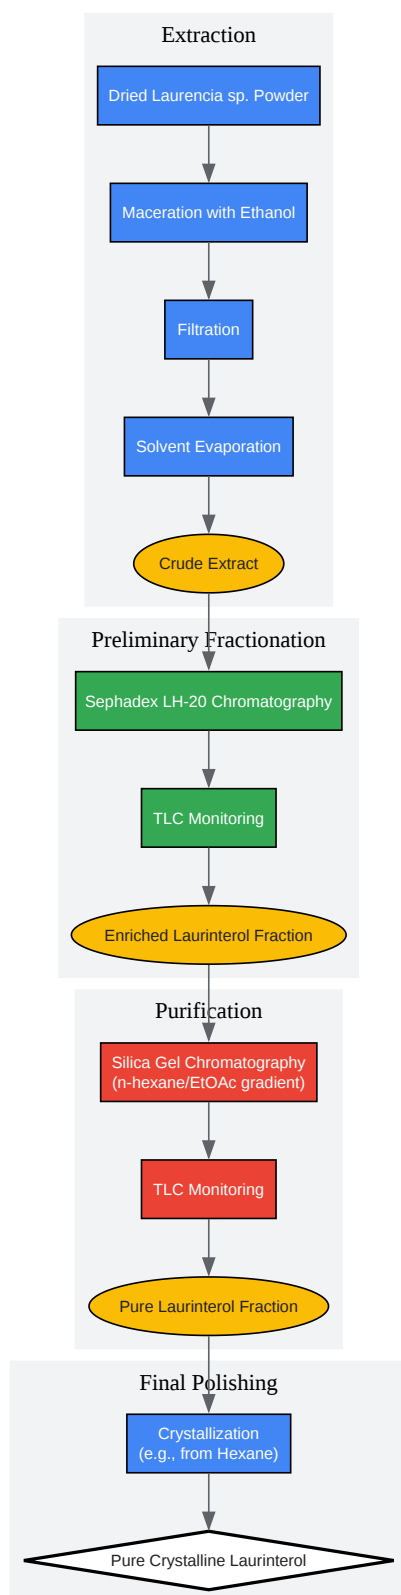 Extraction
Dried Laurencia sp. Powder
Maceration with Ethanol
Filtration
Solvent Evaporation
Crude Extract
Preliminary Fractionation
Sephadex LH-20 Chromatography
TLC Monitoring
Enriched Laurinterol Fraction
Purification
Silica Gel Chromatography
(n-hexane/EtOAc gradient)
TLC Monitoring
Pure Laurinterol Fraction
Final Polishing
Crystallization
(e.g., from Hexane)
Pure Crystalline Laurinterol